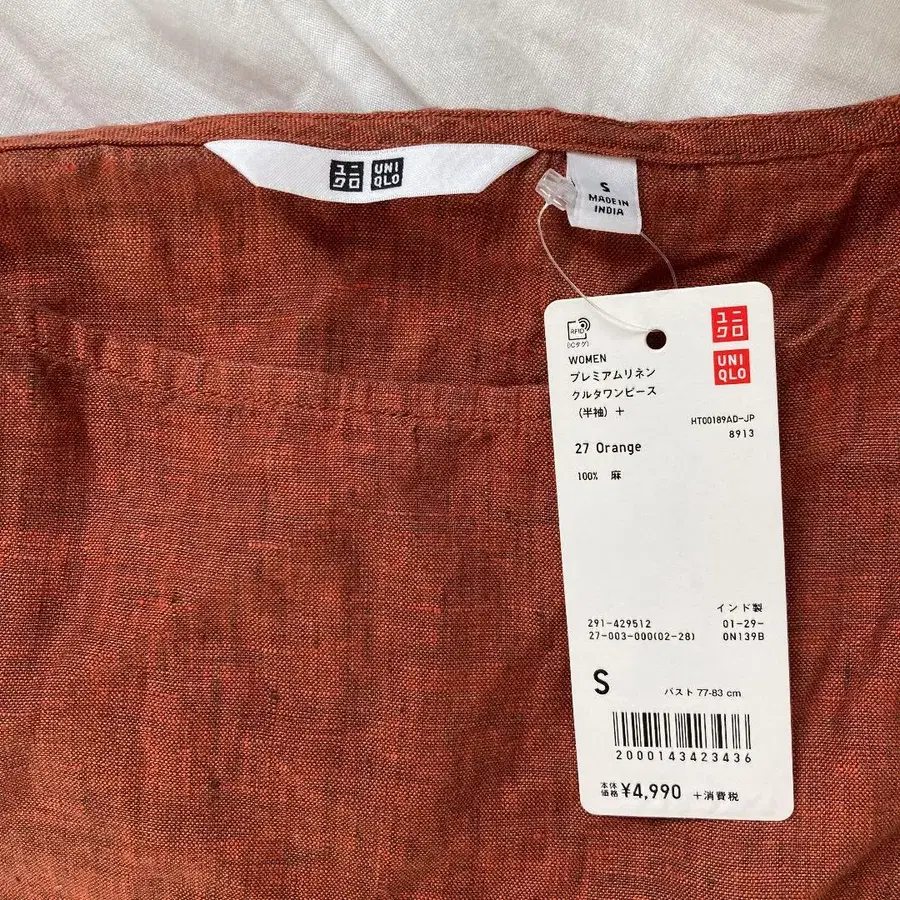 ユニ
クロ
UNI
QLO
S
MADE IN
INDIA
RFID
(ICタグ)
ユニ
クロ
UNI
QLO
WOMEN
プレミアムリネン
クルタワンピース
(半袖) +
HT00189AD-JP
8913
27 Orange
100% 麻
インド製
291-429512
01-29-
27-003-000(02-28)
0N139B
S
バスト 77-83 cm
2000143423436
本体
価格 ¥4,990 +消費税